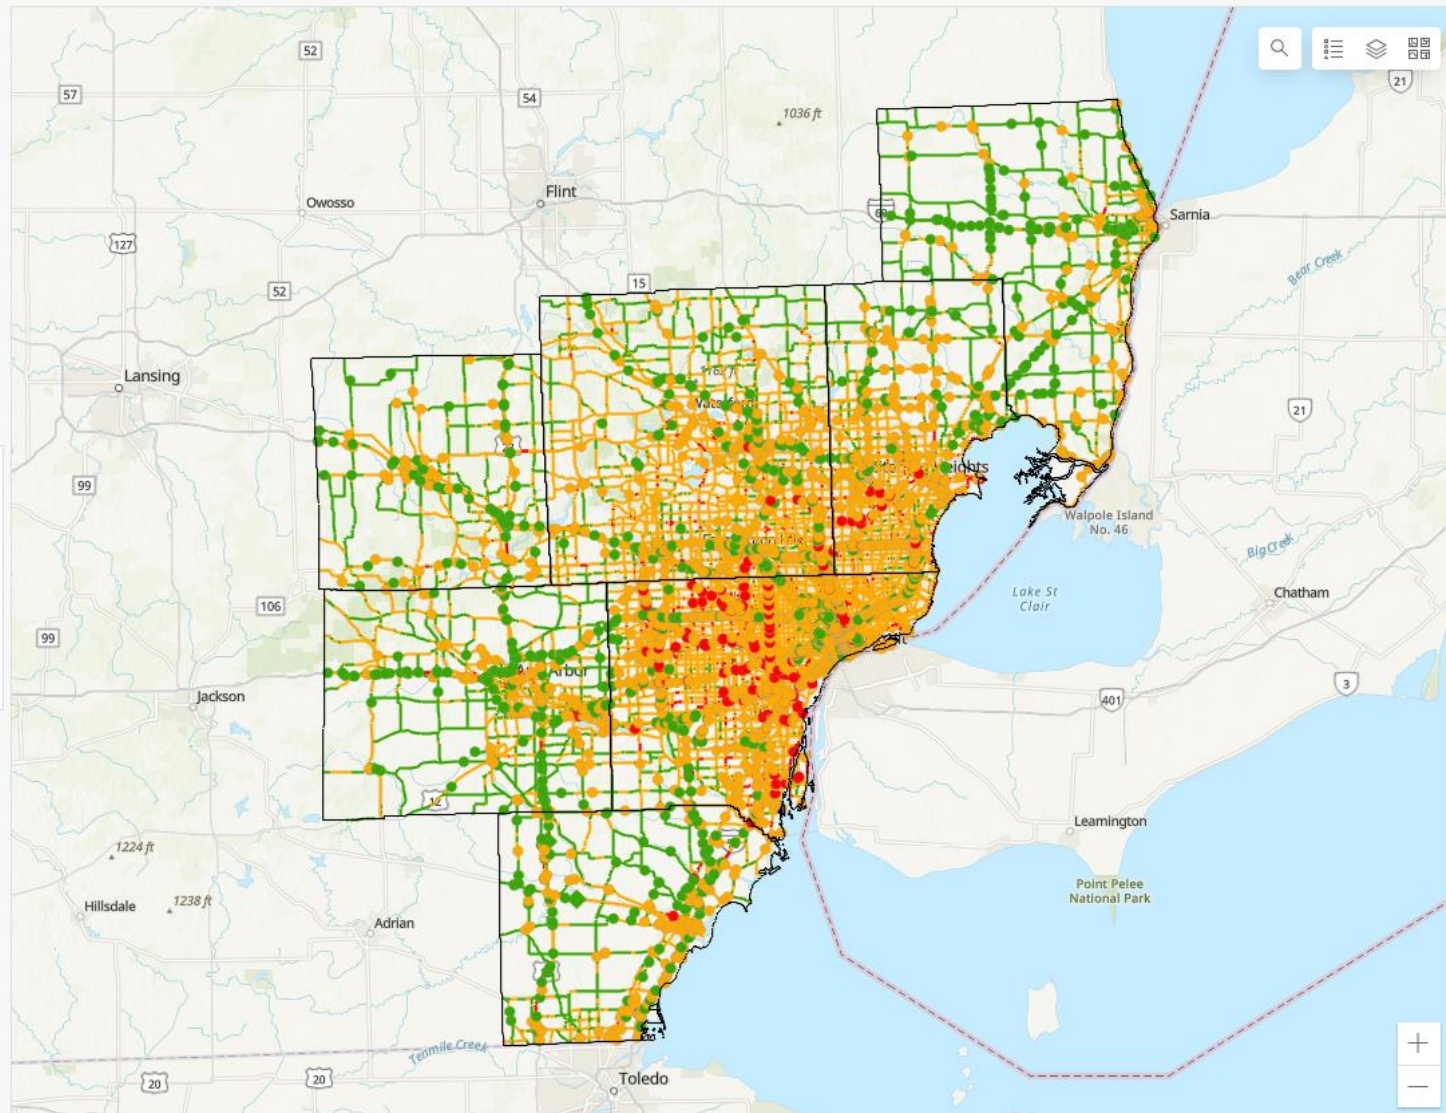 52
57
54
1036 ft
21
Flint
Owosso
69
Sarnia
127
15
52
Bear Creek
Lansing
21
99
eights
Walpole Island
No. 46
Big Creek
Lake St
Clair
Chatham
106
99
Arbor
Jackson
401
3
12
Leamington
1224 ft
Point Pelee
National Park
Hillsdale
1238 ft
Adrian
Tenmile Creek
20
20
Toledo
+
−